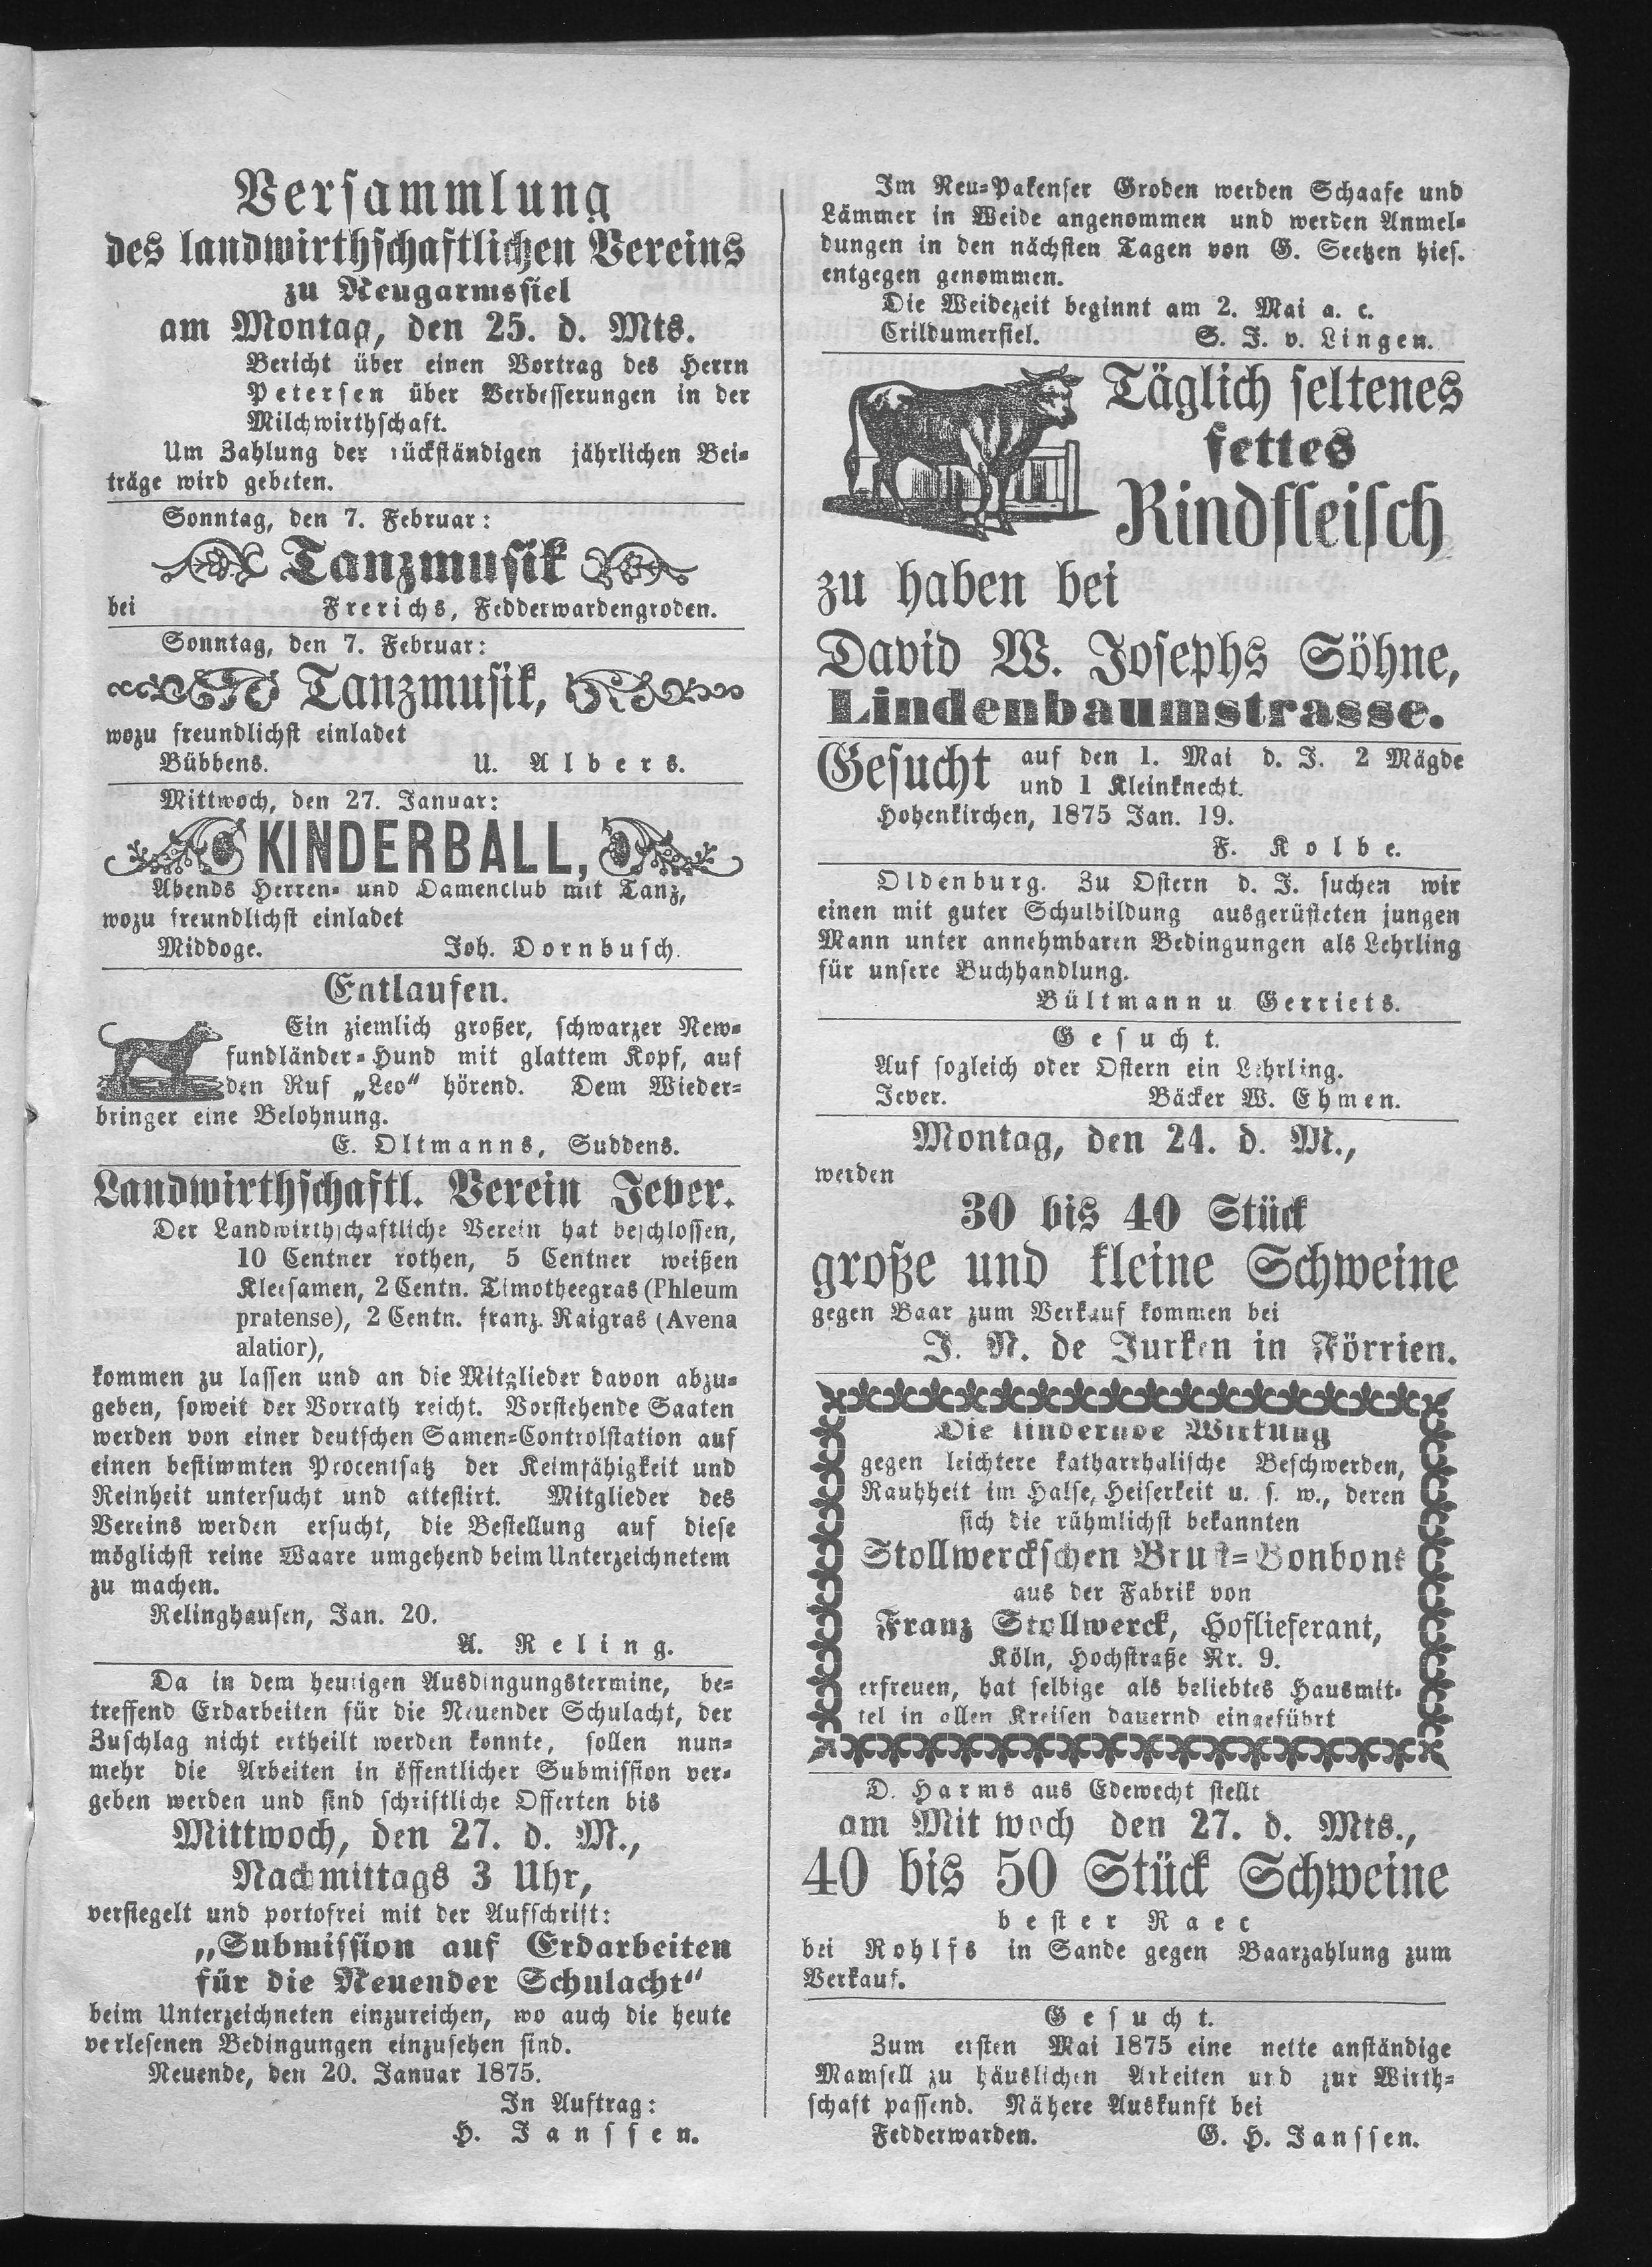 Versammlung
des landwirthschaftlichen Vereins
zu Neugarmssiel
am Montag, den 25. d. Mts.
Bericht über einen Vortrag des Herrn
Petersen über Verbesserungen in der
Milchwirthschaft.
Um Zahlung der rückständigen jährlichen Bei-
träge wird gebeten.
Sonntag, den 7. Februar:
Tanzmusik
bei Frerichs, Fedderwardengroden.
Sonntag, den 7. Februar:
Tanzmusik,
wozu freundlichst einladet
Bübbens. U. Albers.
Mittwoch, den 27. Januar:
KINDERBALL,
Abends Herren- und Damenclub mit Tanz,
wozu freundlichst einladet
Middoge. Joh. Dornbusch.
Entlaufen.
Ein ziemlich großer, schwarzer New-
fundländer-Hund mit glattem Kopf, auf
den Ruf „Leo“ hörend. Dem Wieder-
bringer eine Belohnung.
E. Oltmanns, Suddens.
Landwirthschaftl. Verein Jever.
Der Landwirthschaftliche Verein hat beschlossen,
10 Centner rothen, 5 Centner weißen
Kleesamen, 2 Centn. Timotheegras (Phleum
pratense), 2 Centn. franz. Raigras (Avena
alatior),
kommen zu lassen und an die Mitglieder davon abzu-
geben, soweit der Vorrath reicht. Vorstehende Saaten
werden von einer deutschen Samen-Controlstation auf
einen bestimmten Procentsatz der Keimfähigkeit und
Reinheit untersucht und attestirt. Mitglieder des
Vereins werden ersucht, die Bestellung auf diese
möglichst reine Waare umgehend beim Unterzeichnetem
zu machen.
Relinghausen, Jan. 20.
A. Reling.
Da in dem heutigen Ausdingungstermine, be-
treffend Erdarbeiten für die Neuender Schulacht, der
Zuschlag nicht ertheilt werden konnte, sollen nun-
mehr die Arbeiten in öffentlicher Submission ver-
geben werden und sind schriftliche Offerten bis
Mittwoch, den 27. d. M.,
Nachmittags 3 Uhr,
versiegelt und portofrei mit der Aufschrift:
„Submission auf Erdarbeiten
für die Neuender Schulacht“
beim Unterzeichneten einzureichen, wo auch die heute
verlesenen Bedingungen einzusehen sind.
Neuende, den 20. Januar 1875.
In Auftrag:
H. Janssen.
Im Neu-Pakenser Groden werden Schaafe und
Lämmer in Weide angenommen und werden Anmel-
dungen in den nächsten Tagen von G. Seetzen hies.
entgegen genommen.
Die Weidezeit beginnt am 2. Mai a. c.
Crildumersiel. S. J. v. Lingen.
Täglich seltenes
fettes
Rindfleisch
zu haben bei
David W. Josephs Söhne,
Lindenbaumstrasse.
Gesucht auf den 1. Mai d. J. 2 Mägde
und 1 Kleinknecht.
Hohenkirchen, 1875 Jan. 19.
F. Kolbe.
Oldenburg. Zu Ostern d. J. suchen wir
einen mit guter Schulbildung ausgerüsteten jungen
Mann unter annehmbaren Bedingungen als Lehrling
für unsere Buchhandlung.
Bültmann u Gerriets.
Gesucht.
Auf sogleich oder Ostern ein Lehrling.
Jever. Bäcker W. Ehmen.
Montag, den 24. d. M.,
werden
30 bis 40 Stück
große und kleine Schweine
gegen Baar zum Verkauf kommen bei
J. N. de Jurken in Förrien.
Die lindernde Wirkung
gegen leichtere katharrhalische Beschwerden,
Rauhheit im Halse, Heiserkeit u. s. w., deren
sich die rühmlichst bekannten
Stollwerckschen Brust-Bonbons
aus der Fabrik von
Franz Stollwerck, Hoflieferant,
Köln, Hochstraße Nr. 9.
erfreuen, hat selbige als beliebtes Hausmit-
tel in allen Kreisen dauernd eingeführt
D. Harms aus Edewecht stellt
am Mittwoch den 27. d. Mts.,
40 bis 50 Stück Schweine
bester Raec
bei Rohlfs in Sande gegen Baarzahlung zum
Verkauf.
Gesucht.
Zum ersten Mai 1875 eine nette anständige
Mamsell zu häuslichen Arbeiten und zur Wirth-
schaft passend. Nähere Auskunft bei
Fedderwarden. G. H. Janssen.